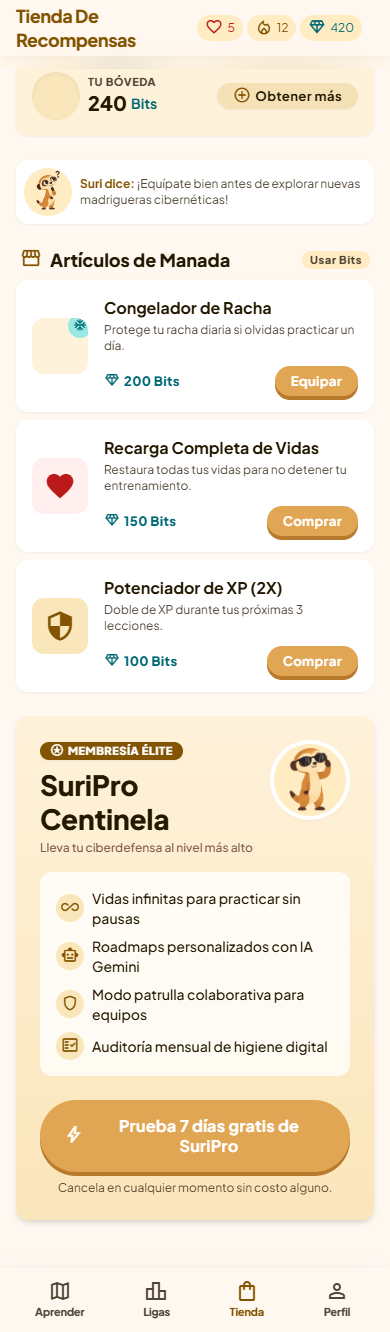 Tienda De
Recompensas
5
12
420
TU BÓVEDA
240 Bits
Obtener más
Suri dice: ¡Equípate bien antes de explorar nuevas
madrigueras cibernéticas!
Artículos de Manada
Usar Bits
Congelador de Racha
Protege tu racha diaria si olvidas practicar un
día.
200 Bits
Equipar
Recarga Completa de Vidas
Restaura todas tus vidas para no detener tu
entrenamiento.
150 Bits
Comprar
Potenciador de XP (2X)
Doble de XP durante tus próximas 3
lecciones.
100 Bits
Comprar
MEMBRESÍA ÉLITE
SuriPro
Centinela
Lleva tu ciberdefensa al nivel más alto
Vidas infinitas para practicar sin
pausas
Roadmaps personalizados con IA
Gemini
Modo patrulla colaborativa para
equipos
Auditoría mensual de higiene digital
Prueba 7 días gratis de
SuriPro
Cancela en cualquier momento sin costo alguno.
Aprender
Ligas
Tienda
Perfil